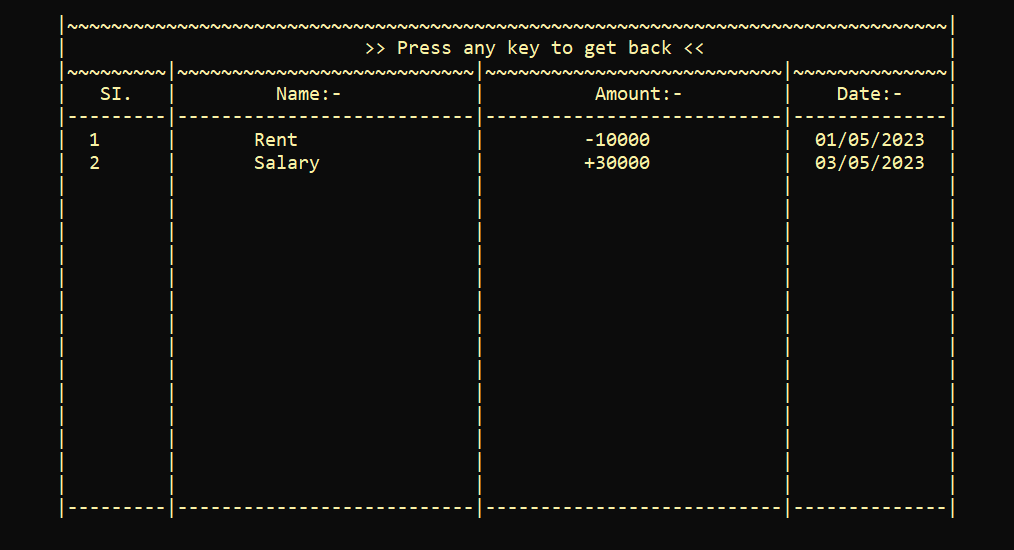 >> Press any key to get back <<
SI. Name:- Amount:- Date:-
1 Rent -10000 01/05/2023
2 Salary +30000 03/05/2023